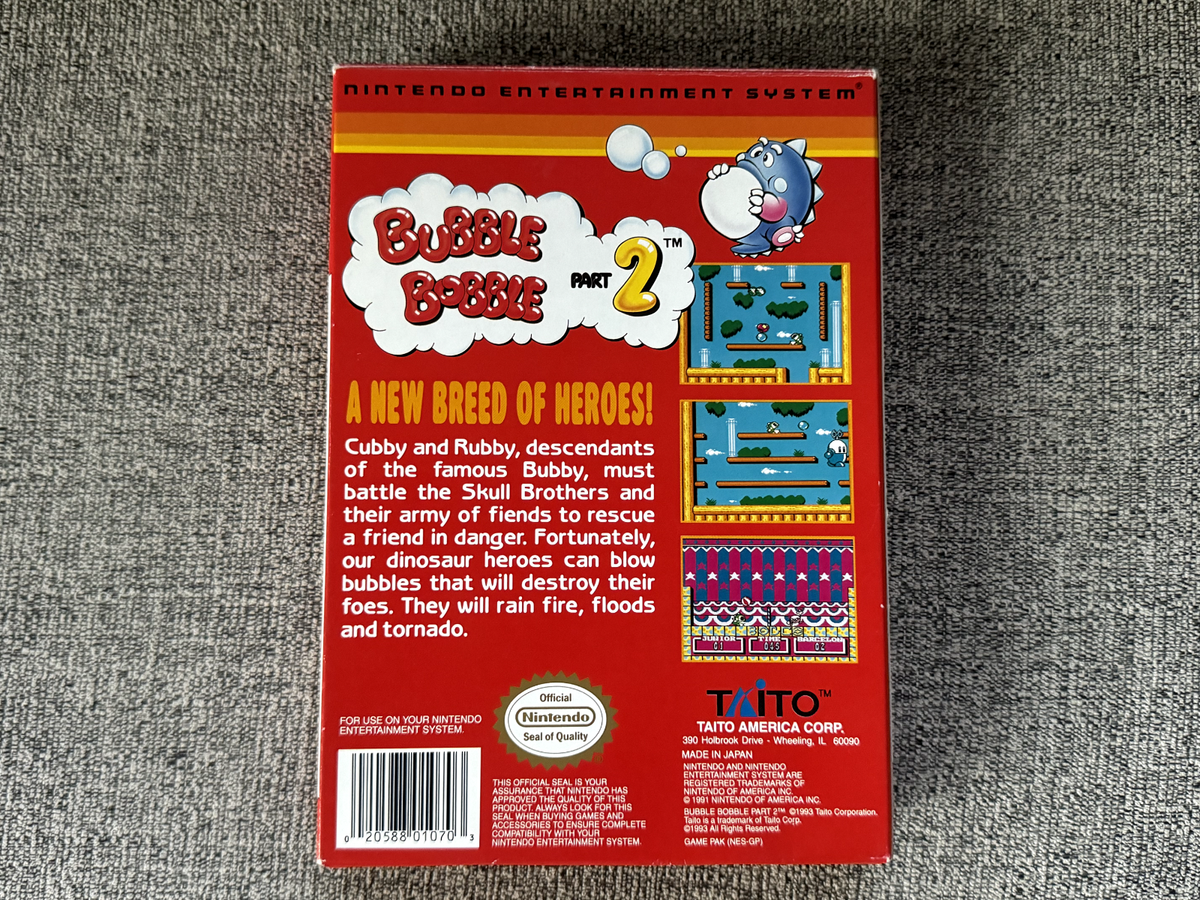 NINTENDO ENTERTAINMENT SYSTEM®
BUBBLE
BOBBLE
PART 2™
A NEW BREED OF HEROES!
Cubby and Rubby, descendants
of the famous Bubby, must
battle the Skull Brothers and
their army of fiends to rescue
a friend in danger. Fortunately,
our dinosaur heroes can blow
bubbles that will destroy their
foes. They will rain fire, floods
and tornado.
JUNIOR TIME MARCELON
01 045 02
FOR USE ON YOUR NINTENDO
ENTERTAINMENT SYSTEM.
0 20588 01070 3
Official
Nintendo
Seal of Quality
THIS OFFICIAL SEAL IS YOUR
ASSURANCE THAT NINTENDO HAS
APPROVED THE QUALITY OF THIS
PRODUCT. ALWAYS LOOK FOR THIS
SEAL WHEN BUYING GAMES AND
ACCESSORIES TO ENSURE COMPLETE
COMPATIBILITY WITH YOUR
NINTENDO ENTERTAINMENT SYSTEM.
TAITO™
TAITO AMERICA CORP.
390 Holbrook Drive - Wheeling, IL 60090
MADE IN JAPAN
NINTENDO AND NINTENDO
ENTERTAINMENT SYSTEM ARE
REGISTERED TRADEMARKS OF
NINTENDO OF AMERICA INC.
© 1991 NINTENDO OF AMERICA INC.
BUBBLE BOBBLE PART 2™ ©1993 Taito Corporation.
Taito is a trademark of Taito Corp.
©1993 All Rights Reserved.
GAME PAK (NES-GP)